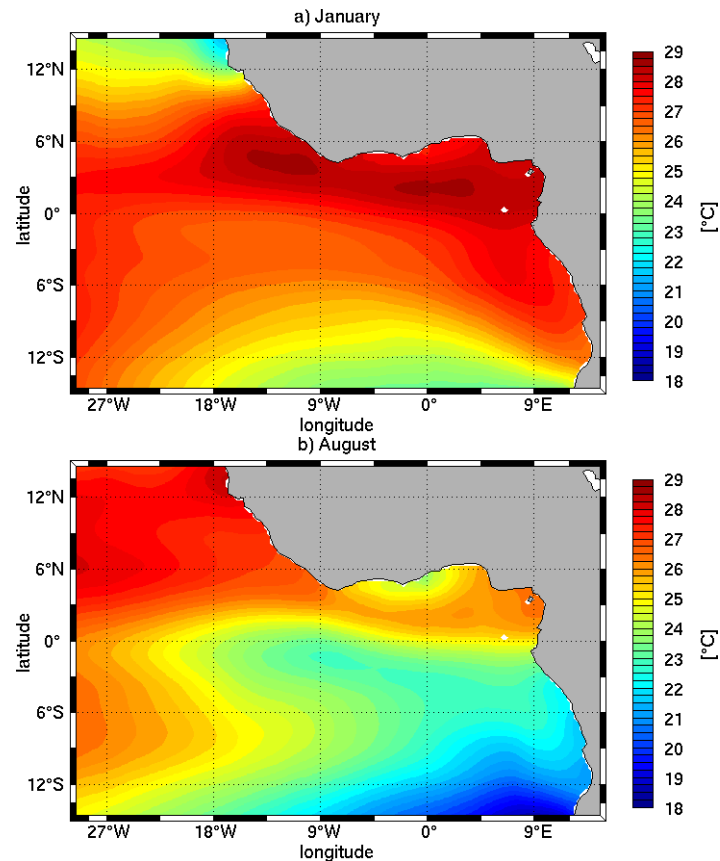 a) January
12°N
6°N
0°
6°S
12°S
latitude
27°W 18°W 9°W 0° 9°E
longitude
29
28
27
26
25
24
23
22
21
20
19
18
[°C]
b) August
12°N
6°N
0°
6°S
12°S
latitude
27°W 18°W 9°W 0° 9°E
longitude
29
28
27
26
25
24
23
22
21
20
19
18
[°C]